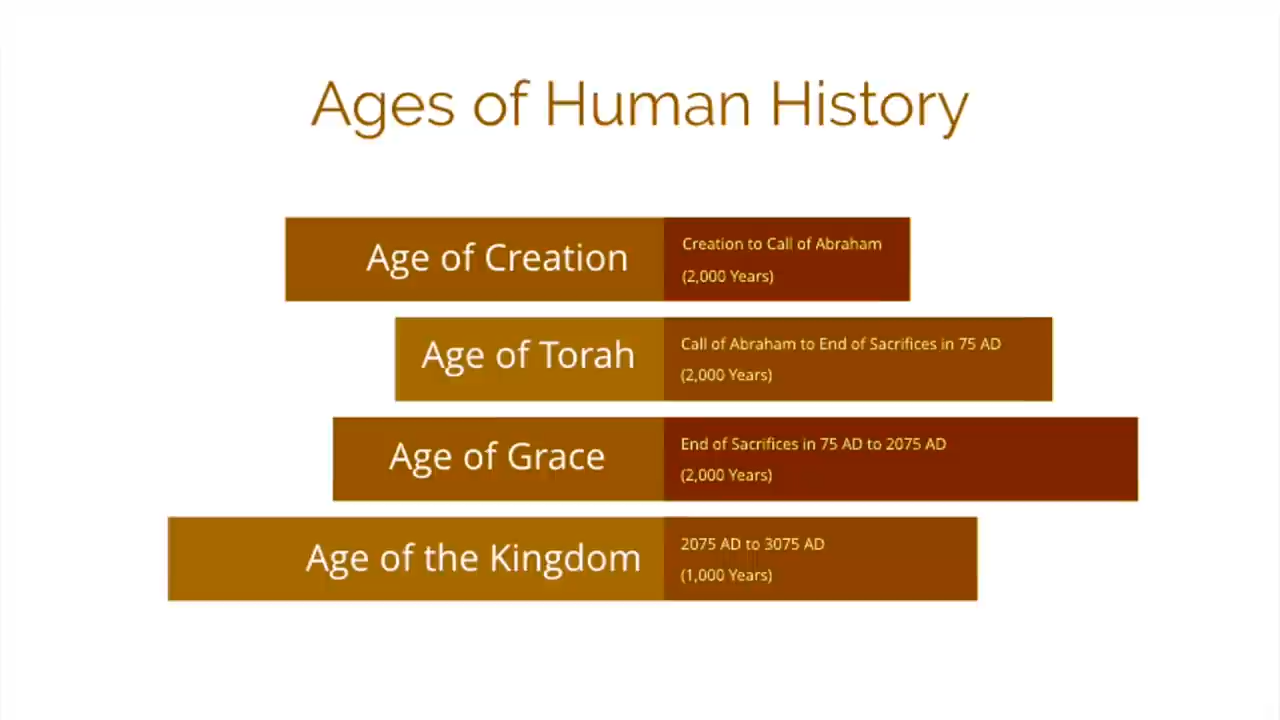 Ages of Human History
Age of Creation
Creation to Call of Abraham
(2,000 Years)
Age of Torah
Call of Abraham to End of Sacrifices in 75 AD
(2,000 Years)
Age of Grace
End of Sacrifices in 75 AD to 2075 AD
(2,000 Years)
Age of the Kingdom
2075 AD to 3075 AD
(1,000 Years)